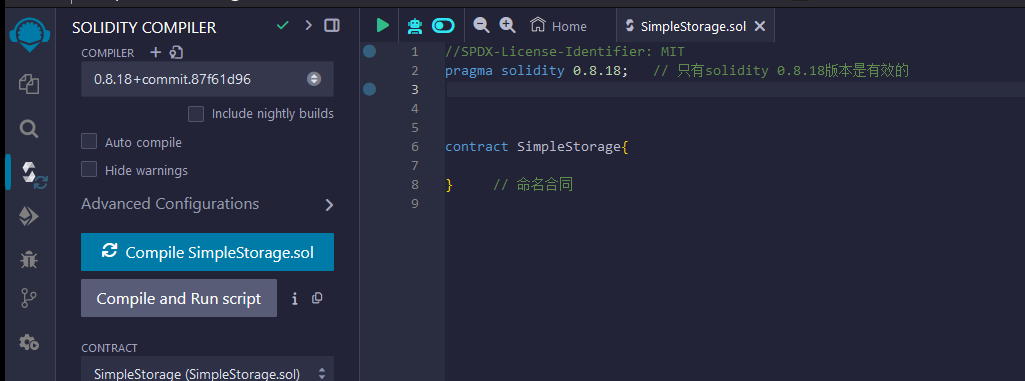 SOLIDITY COMPILER
COMPILER
0.8.18+commit.87f61d96
Include nightly builds
Auto compile
Hide warnings
Advanced Configurations
Compile SimpleStorage.sol
Compile and Run script
CONTRACT
SimpleStorage (SimpleStorage.sol)
Home
SimpleStorage.sol
1 //SPDX-License-Identifier: MIT
2 pragma solidity 0.8.18; // 只有solidity 0.8.18版本是有效的
3
4
5
6 contract SimpleStorage{
7
8 } // 命名合同
9